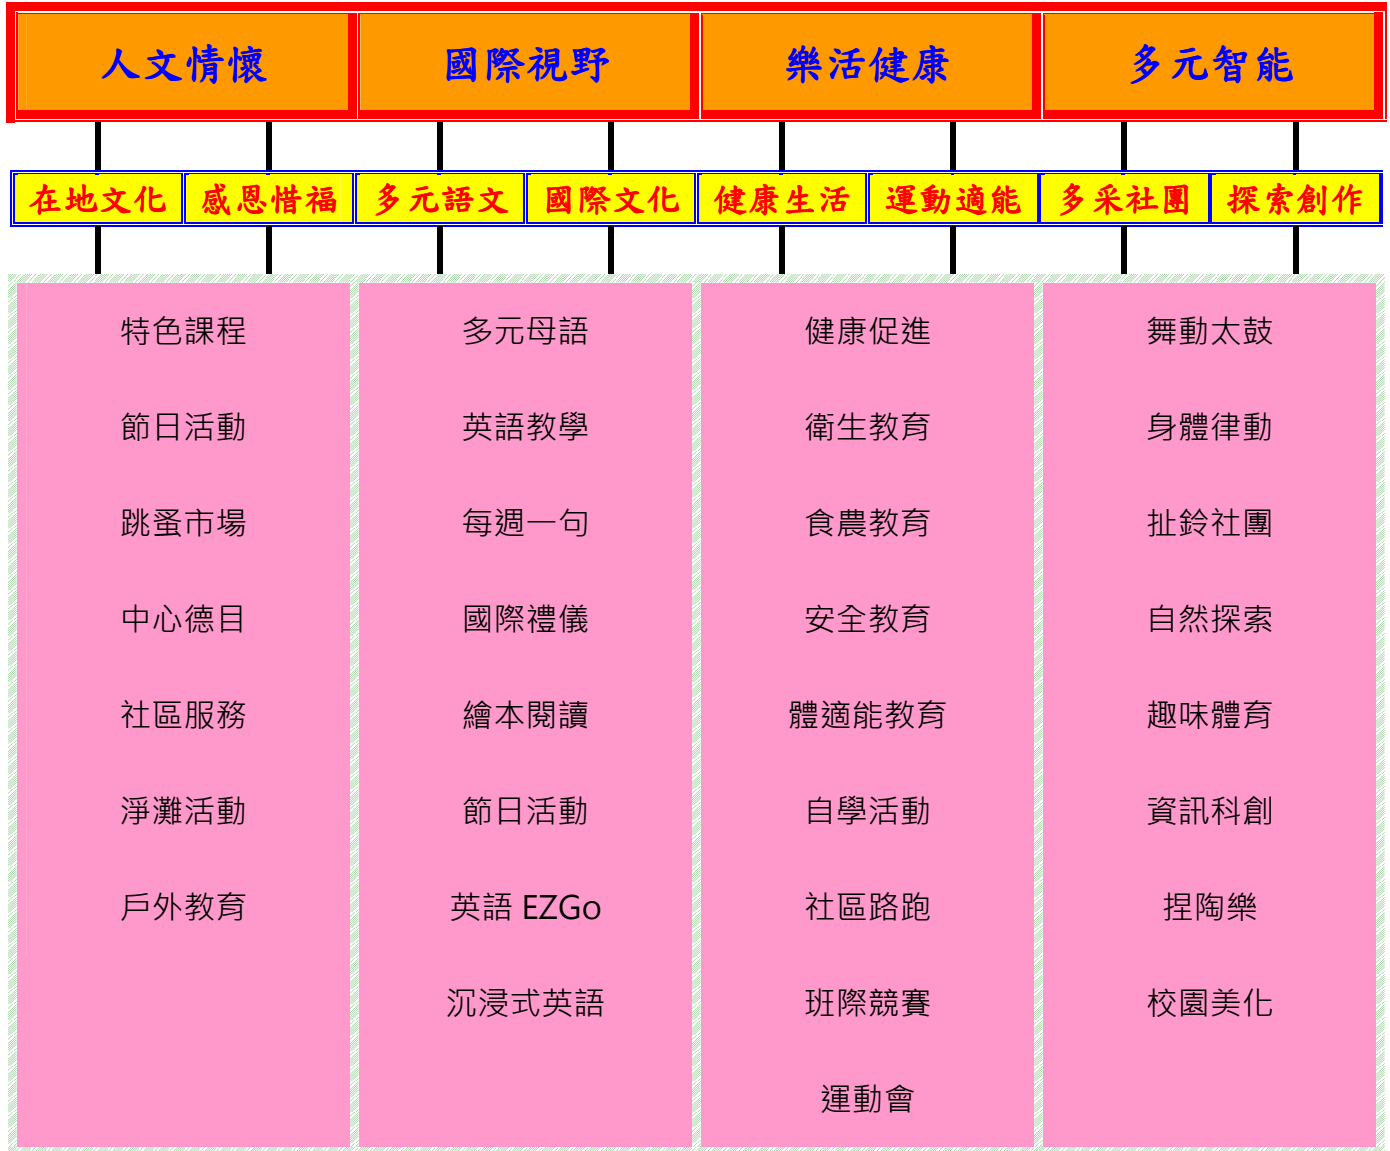 人文情懷 國際視野 樂活健康 多元智能
在地文化 感恩惜福 多元語文 國際文化 健康生活 運動適能 多采社團 探索創作
特色課程
節日活動
跳蚤市場
中心德目
社區服務
淨灘活動
戶外教育
多元母語
英語教學
每週一句
國際禮儀
繪本閱讀
節日活動
英語 EZGo
沉浸式英語
健康促進
衛生教育
食農教育
安全教育
體適能教育
自學活動
社區路跑
班際競賽
運動會
舞動太鼓
身體律動
扯鈴社團
自然探索
趣味體育
資訊科創
捏陶樂
校園美化